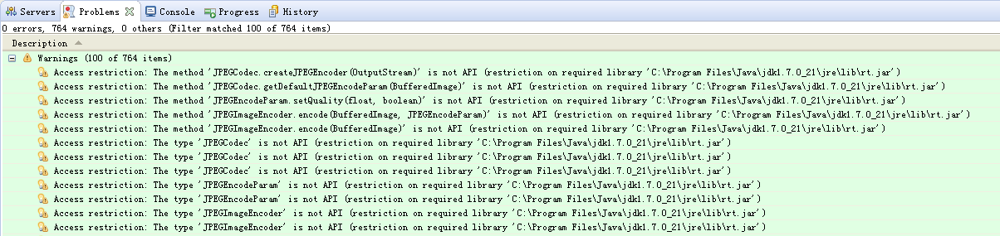 Servers Problems Console Progress History
0 errors, 764 warnings, 0 others (Filter matched 100 of 764 items)
Description
Warnings (100 of 764 items)
Access restriction: The method 'JPEGCodec.createJPEGEncoder(OutputStream)' is not API (restriction on required library 'C:\Program Files\Java\jdk1.7.0_21\jre\lib\rt.jar')
Access restriction: The method 'JPEGCodec.getDefaultJPEGEncodeParam(BufferedImage)' is not API (restriction on required library 'C:\Program Files\Java\jdk1.7.0_21\jre\lib\rt.jar')
Access restriction: The method 'JPEGEncodeParam.setQuality(float, boolean)' is not API (restriction on required library 'C:\Program Files\Java\jdk1.7.0_21\jre\lib\rt.jar')
Access restriction: The method 'JPEGImageEncoder.encode(BufferedImage, JPEGEncodeParam)' is not API (restriction on required library 'C:\Program Files\Java\jdk1.7.0_21\jre\lib\rt.jar')
Access restriction: The method 'JPEGImageEncoder.encode(BufferedImage)' is not API (restriction on required library 'C:\Program Files\Java\jdk1.7.0_21\jre\lib\rt.jar')
Access restriction: The type 'JPEGCodec' is not API (restriction on required library 'C:\Program Files\Java\jdk1.7.0_21\jre\lib\rt.jar')
Access restriction: The type 'JPEGCodec' is not API (restriction on required library 'C:\Program Files\Java\jdk1.7.0_21\jre\lib\rt.jar')
Access restriction: The type 'JPEGCodec' is not API (restriction on required library 'C:\Program Files\Java\jdk1.7.0_21\jre\lib\rt.jar')
Access restriction: The type 'JPEGEncodeParam' is not API (restriction on required library 'C:\Program Files\Java\jdk1.7.0_21\jre\lib\rt.jar')
Access restriction: The type 'JPEGEncodeParam' is not API (restriction on required library 'C:\Program Files\Java\jdk1.7.0_21\jre\lib\rt.jar')
Access restriction: The type 'JPEGImageEncoder' is not API (restriction on required library 'C:\Program Files\Java\jdk1.7.0_21\jre\lib\rt.jar')
Access restriction: The type 'JPEGImageEncoder' is not API (restriction on required library 'C:\Program Files\Java\jdk1.7.0_21\jre\lib\rt.jar')